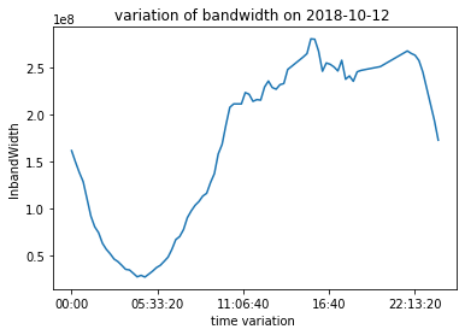 variation of bandwidth on 2018-10-12
1e8
2.5
2.0
1.5
1.0
0.5
InbandWidth
00:00 05:33:20 11:06:40 16:40 22:13:20
time variation